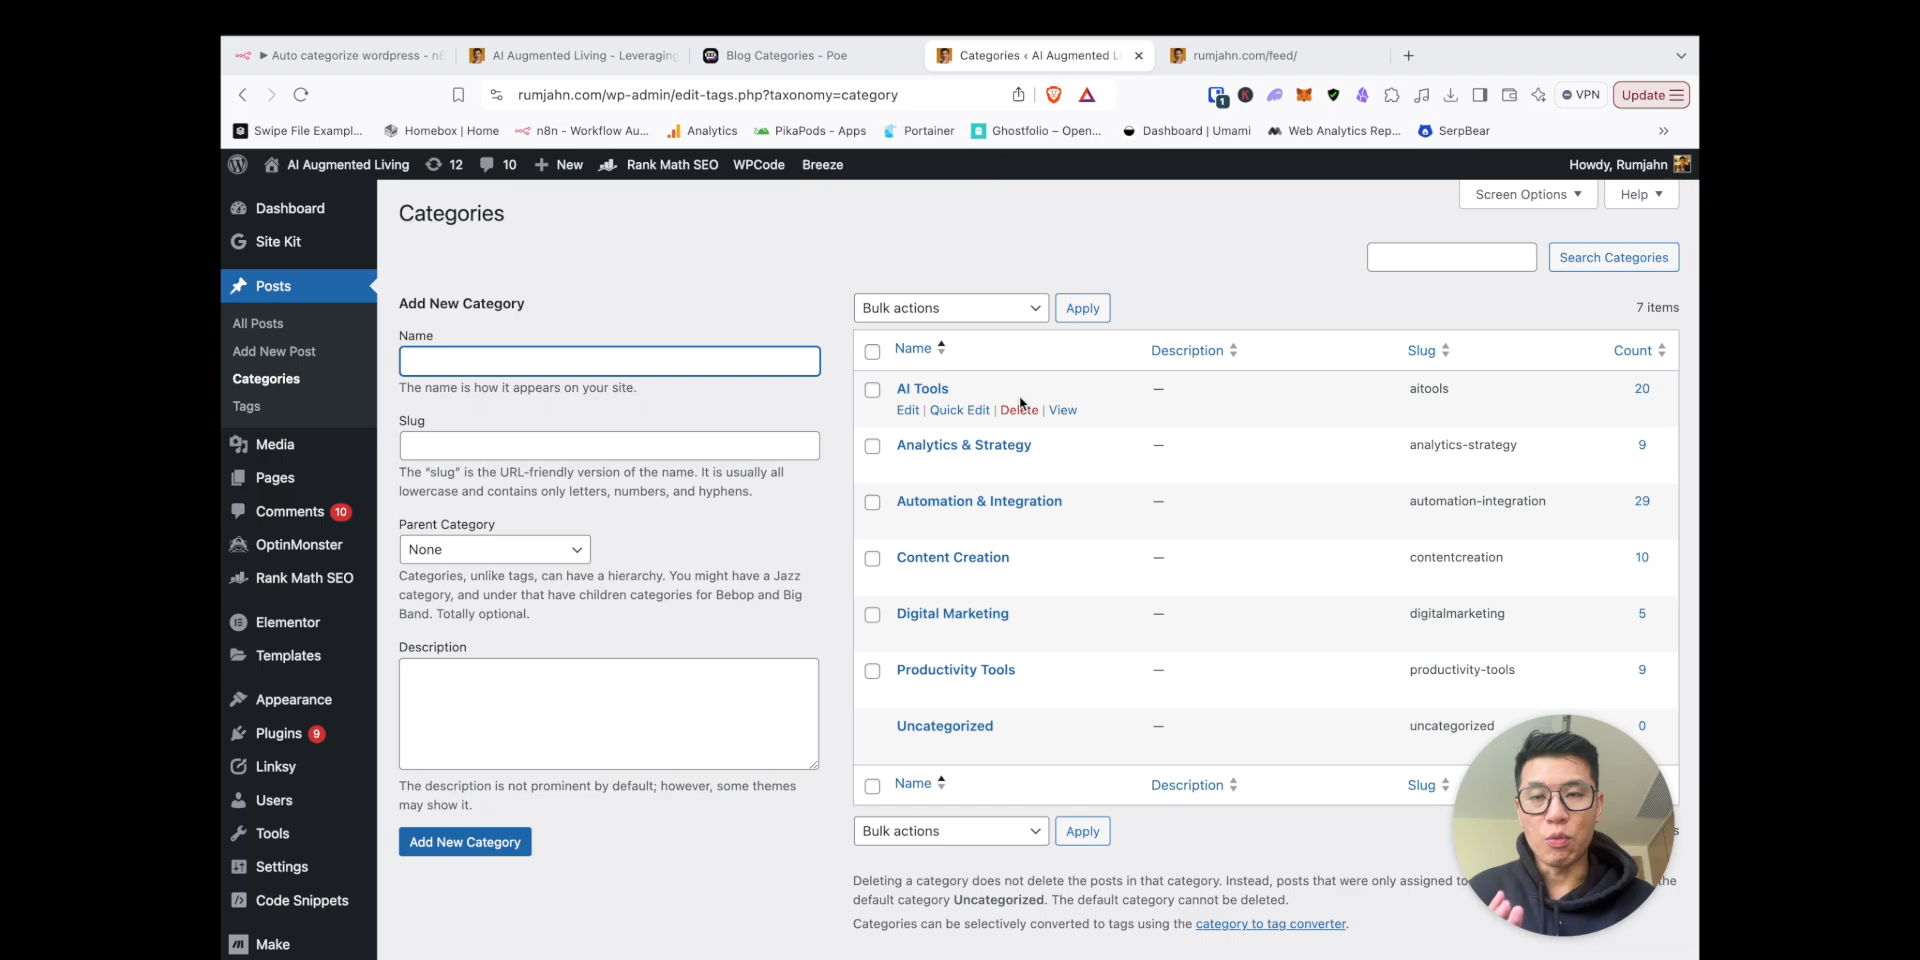 ▶ Auto categorize wordpress - n8
AI Augmented Living - Leveraging
Blog Categories - Poe
Categories ‹ AI Augmented L
rumjahn.com/feed/
rumjahn.com/wp-admin/edit-tags.php?taxonomy=category
1
VPN
Update
Swipe File Exampl...
Homebox | Home
n8n - Workflow Au...
Analytics
PikaPods - Apps
Portainer
Ghostfolio – Open...
Dashboard | Umami
Web Analytics Rep...
SerpBear
AI Augmented Living
12
10
New
Rank Math SEO
WPCode
Breeze
Howdy, Rumjahn
Dashboard
Site Kit
Posts
All Posts
Add New Post
Categories
Tags
Media
Pages
Comments 10
OptinMonster
Rank Math SEO
Elementor
Templates
Appearance
Plugins 9
Linksy
Users
Tools
Settings
Code Snippets
Make
Screen Options
Help
Categories
Search Categories
Add New Category
Name
The name is how it appears on your site.
Slug
The “slug” is the URL-friendly version of the name. It is usually all
lowercase and contains only letters, numbers, and hyphens.
Parent Category
None
Categories, unlike tags, can have a hierarchy. You might have a Jazz
category, and under that have children categories for Bebop and Big
Band. Totally optional.
Description
The description is not prominent by default; however, some themes
may show it.
Add New Category
Bulk actions
Apply
7 items
Name Description Slug Count
AI Tools — aitools 20
Edit | Quick Edit | Delete | View
Analytics & Strategy — analytics-strategy 9
Automation & Integration — automation-integration 29
Content Creation — contentcreation 10
Digital Marketing — digitalmarketing 5
Productivity Tools — productivity-tools 9
Uncategorized — uncategorized 0
Name Description Slug
Bulk actions
Apply
Deleting a category does not delete the posts in that category. Instead, posts that were only assigned to the
default category Uncategorized. The default category cannot be deleted.
Categories can be selectively converted to tags using the category to tag converter.